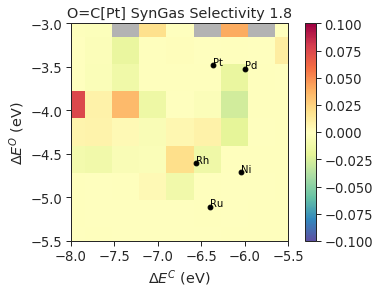 O=C[Pt] SynGas Selectivity 1.8
−3.0
−3.5
−4.0
−4.5
−5.0
−5.5
ΔE^O (eV)
Pt
Pd
Rh
Ni
Ru
−8.0 −7.5 −7.0 −6.5 −6.0 −5.5
ΔE^C (eV)
0.100
0.075
0.050
0.025
0.000
−0.025
−0.050
−0.075
−0.100